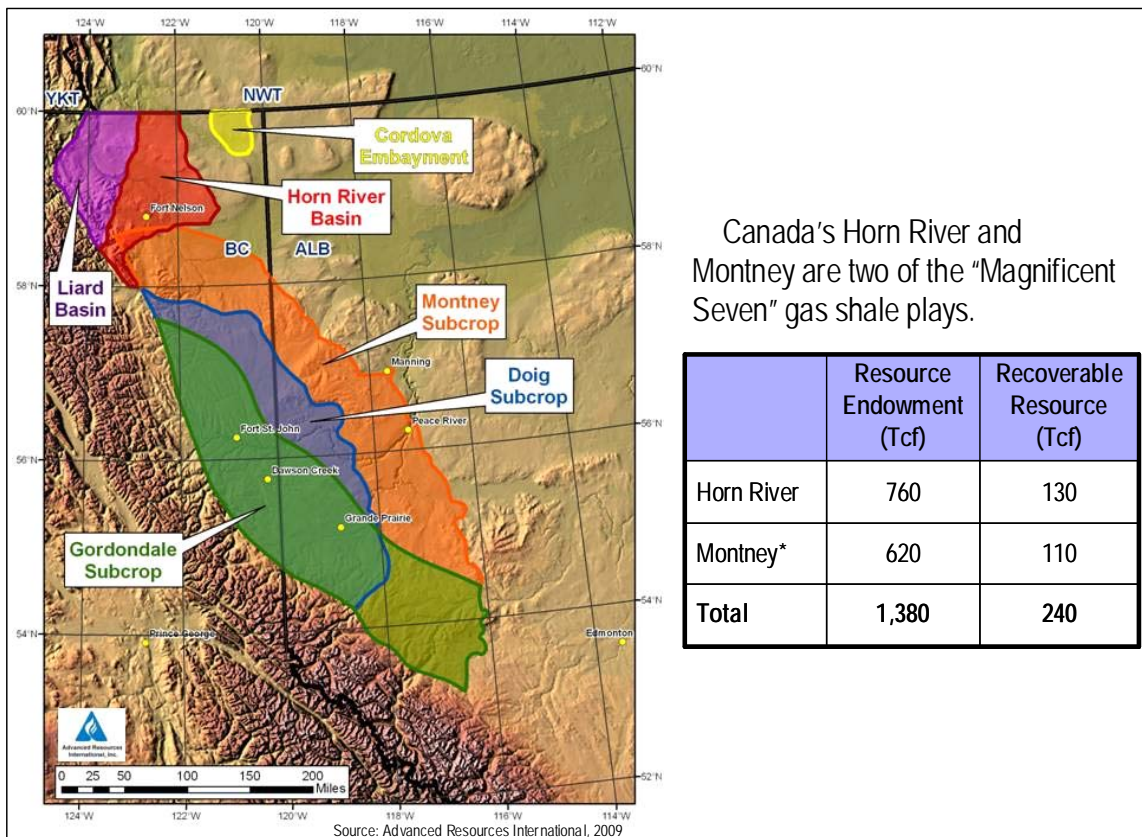 124°W 122°W 120°W 118°W 116°W 114°W 112°W
60°N
YKT
NWT
60°N
Cordova
Embayment
Horn River
Basin
Fort Nelson
BC ALB
58°N
58°N
Liard
Basin
Montney
Subcrop
Manning
Doig
Subcrop
Peace River
56°N
Fort St. John
56°N
Dawson Creek
Grande Prairie
Gordondale
Subcrop
54°N
54°N
Prince George
Edmonton
Advanced Resources
International, Inc.
0 25 50 100 150 200
Miles
52°N
124°W 122°W 120°W 118°W 116°W 114°W
Source: Advanced Resources International, 2009
Canada's Horn River and
Montney are two of the “Magnificent
Seven” gas shale plays.
Resource Endowment (Tcf) Recoverable Resource (Tcf)
Horn River 760 130
Montney* 620 110
Total 1,380 240